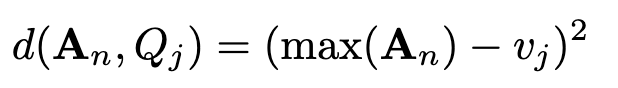 d(𝐀ₙ, Qⱼ) = (max(𝐀ₙ) − vⱼ)²